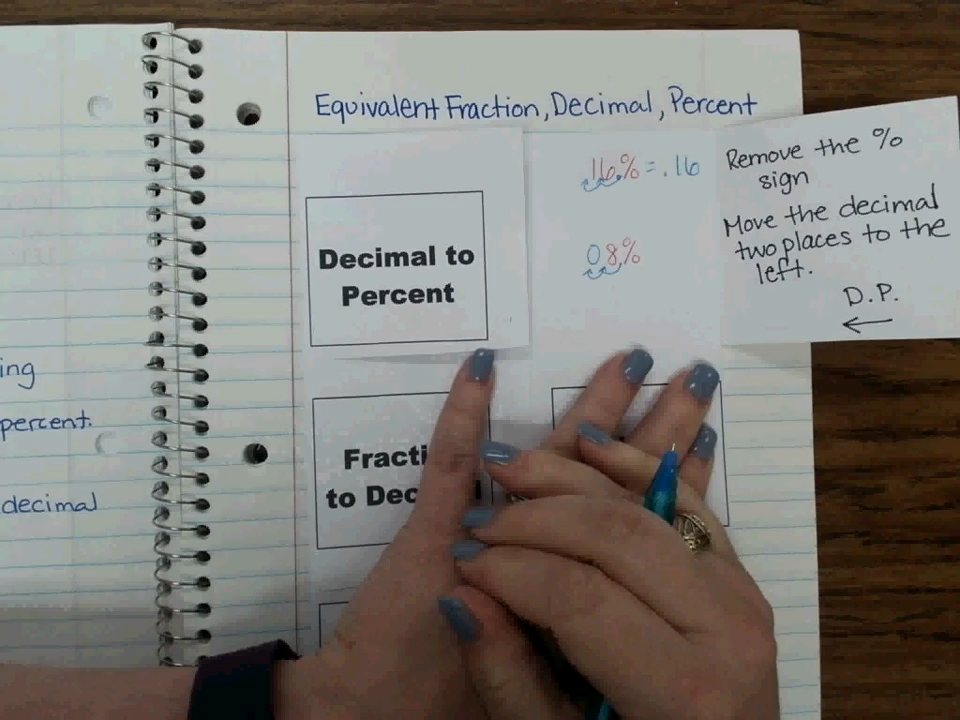 Equivalent Fraction, Decimal, Percent
Decimal to
Percent
.16% = .16
08%
Remove the %
sign
Move the decimal
two places to the
left.
D.P.
←
ing
percent.
decimal
to